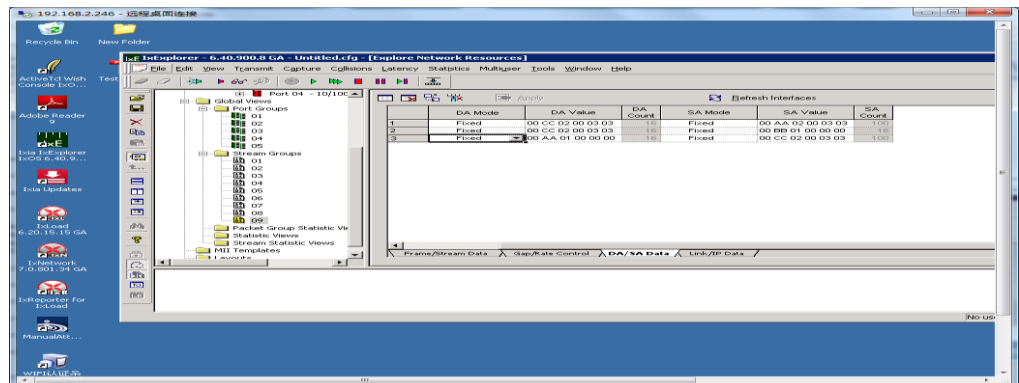 192.168.2.246 - 远程桌面连接
Recycle Bin
New Folder
IxExplorer - 6.40.900.8 GA - Untitled.cfg - [Explore Network Resources]
File Edit View Transmit Capture Collisions Latency Statistics Multiuser Tools Window Help
ActiveTcl Wish
Console IxO...
Test
Adobe Reader
9
Ixia IxExplorer
IxOS 6.40.9...
Ixia Updates
IxLoad
6.20.15.15 GA
IxNetwork
7.0.801.34 GA
IxReporter for
IxLoad
ManualAtt...
Port 04 - 10/100
Global Views
Port Groups
01
02
03
04
05
Stream Groups
01
02
03
04
05
06
07
08
09
Packet Group Statistic Vie
Statistic Views
Stream Statistic Views
MII Templates
Layouts
Apply
Refresh Interfaces
DA Mode DA Value DA Count SA Mode SA Value SA Count
1 Fixed 00 CC 02 00 03 03 16 Fixed 00 AA 02 00 03 03 100
2 Fixed 00 CC 02 00 03 03 16 Fixed 00 BB 01 00 00 00 16
3 Fixed 00 AA 01 00 00 00 16 Fixed 00 CC 02 00 03 03 100
Frame/Stream Data Gap/Rate Control DA/SA Data Link/IP Data
No use